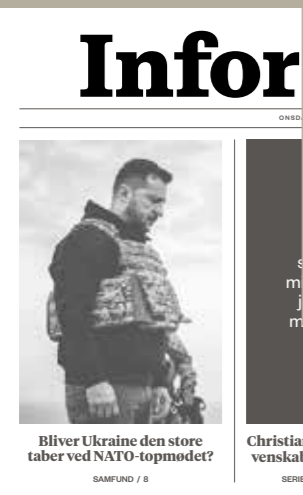 Infor
ONSD
s
m
j
m
Bliver Ukraine den store
taber ved NATO-topmødet?
SAMFUND / 8
Christian
venskab
SERIE